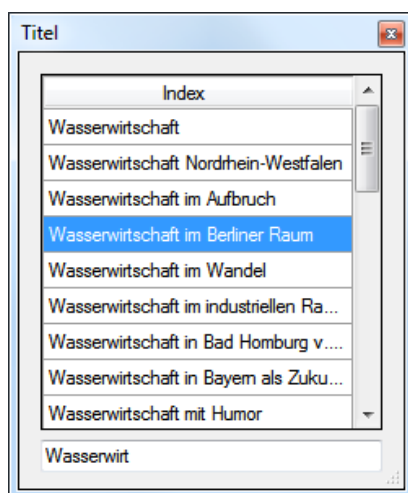 Titel
Index
Wasserwirtschaft
Wasserwirtschaft Nordrhein-Westfalen
Wasserwirtschaft im Aufbruch
Wasserwirtschaft im Berliner Raum
Wasserwirtschaft im Wandel
Wasserwirtschaft im industriellen Ra...
Wasserwirtschaft in Bad Homburg v....
Wasserwirtschaft in Bayern als Zuku...
Wasserwirtschaft mit Humor
Wasserwirt